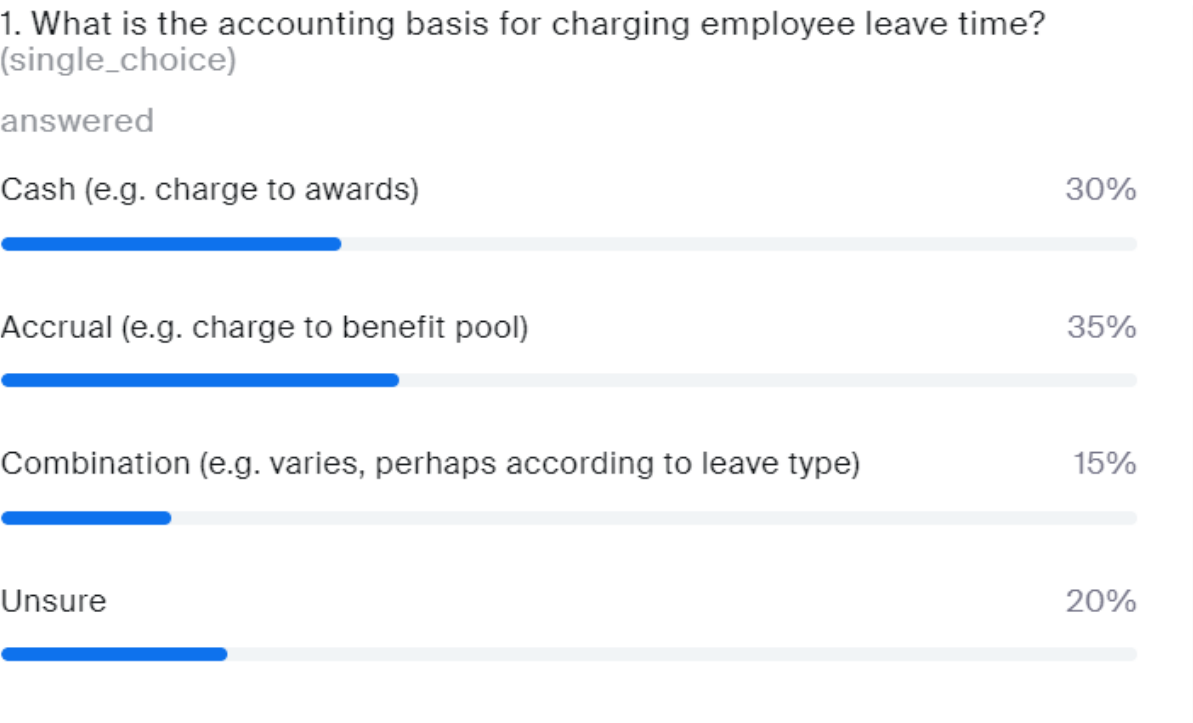 1. What is the accounting basis for charging employee leave time?
(single_choice)
answered
Cash (e.g. charge to awards) 30%
Accrual (e.g. charge to benefit pool) 35%
Combination (e.g. varies, perhaps according to leave type) 15%
Unsure 20%